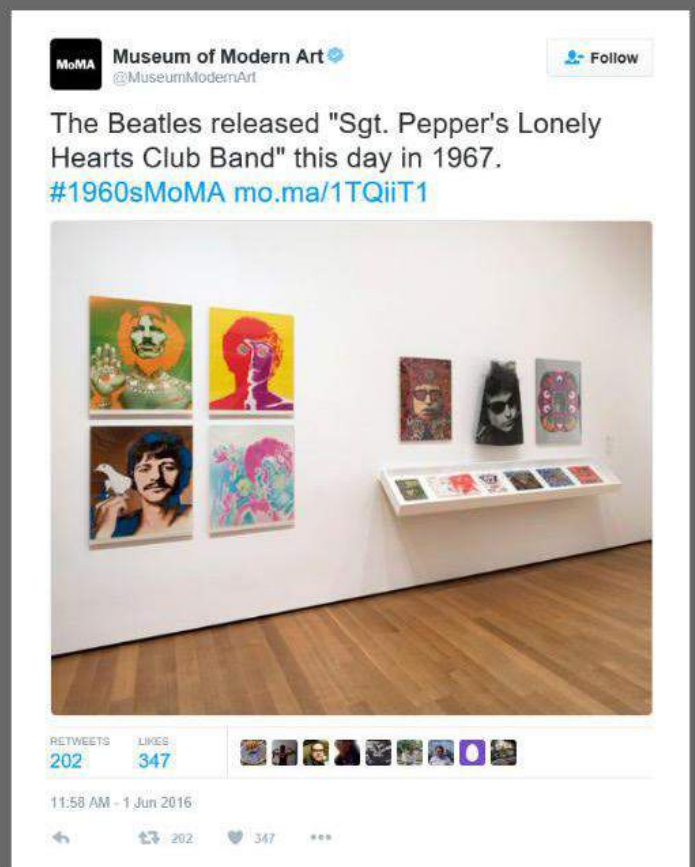 MoMA
Museum of Modern Art
@MuseumModernArt
Follow
The Beatles released "Sgt. Pepper's Lonely
Hearts Club Band" this day in 1967.
#1960sMoMA mo.ma/1TQiiT1
RETWEETS LIKES
202 347
11:58 AM - 1 Jun 2016
202 347